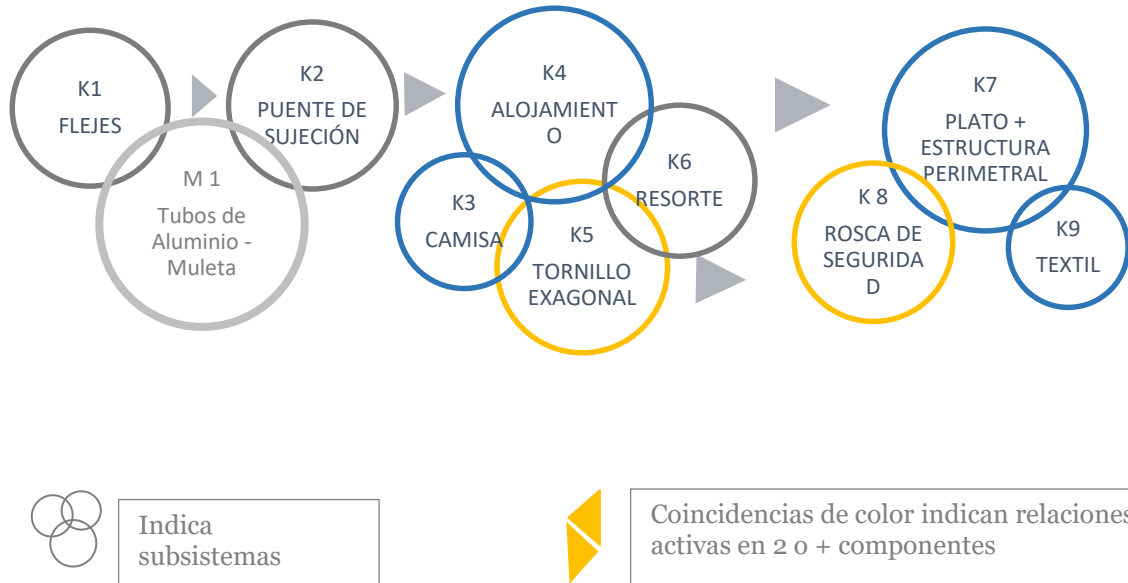 K1
FLEJES
K2
PUENTE DE
SUJECIÓN
M 1
Tubos de
Aluminio -
Muleta
K4
ALOJAMIENT
O
K3
CAMISA
K6
RESORTE
K5
TORNILLO
EXAGONAL
K7
PLATO +
ESTRUCTURA
PERIMETRAL
K 8
ROSCA DE
SEGURIDA
D
K9
TEXTIL
Indica
subsistemas
Coincidencias de color indican relaciones
activas en 2 o + componentes